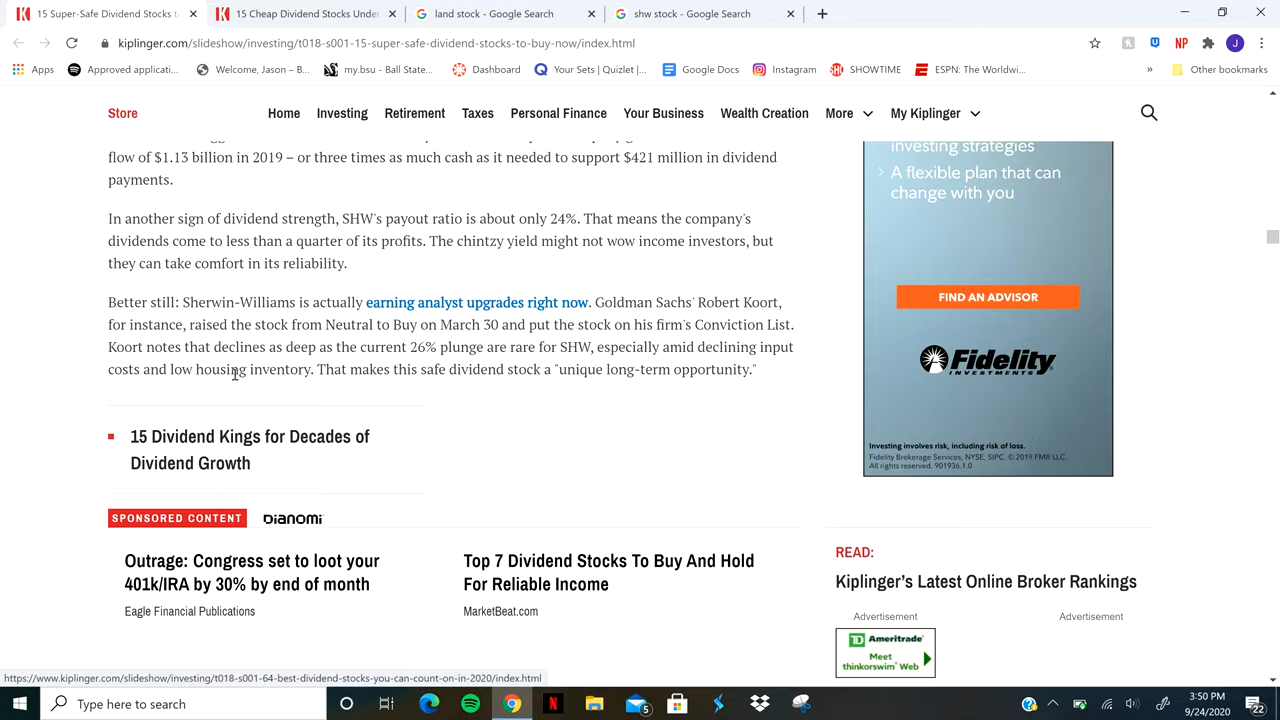 15 Super-Safe Dividend Stocks t
15 Cheap Dividend Stocks Unde
land stock - Google Search
shw stock - Google Search
kiplinger.com/slideshow/investing/t018-s001-15-super-safe-dividend-stocks-to-buy-now/index.html
NP
J
Apps
Approved applicati...
Welcome, Jason – B...
my.bsu - Ball State...
Dashboard
Your Sets | Quizlet |...
Google Docs
Instagram
SHOWTIME
ESPN: The Worldwi...
»
Other bookmarks
Store
Home
Investing
Retirement
Taxes
Personal Finance
Your Business
Wealth Creation
More
My Kiplinger
flow of $1.13 billion in 2019 – or three times as much cash as it needed to support $421 million in dividend
payments.
In another sign of dividend strength, SHW's payout ratio is about only 24%. That means the company's
dividends come to less than a quarter of its profits. The chintzy yield might not wow income investors, but
they can take comfort in its reliability.
Better still: Sherwin-Williams is actually earning analyst upgrades right now. Goldman Sachs' Robert Koort,
for instance, raised the stock from Neutral to Buy on March 30 and put the stock on his firm's Conviction List.
Koort notes that declines as deep as the current 26% plunge are rare for SHW, especially amid declining input
costs and low housing inventory. That makes this safe dividend stock a "unique long-term opportunity."
15 Dividend Kings for Decades of
Dividend Growth
investing strategies
A flexible plan that can
change with you
FIND AN ADVISOR
Fidelity
INVESTMENTS
Investing involves risk, including risk of loss.
Fidelity Brokerage Services, NYSE, SIPC. © 2019 FMR LLC.
All rights reserved. 901936.1.0
SPONSORED CONTENT
DIANOMI
Outrage: Congress set to loot your
401k/IRA by 30% by end of month
Eagle Financial Publications
Top 7 Dividend Stocks To Buy And Hold
For Reliable Income
MarketBeat.com
READ:
Kiplinger's Latest Online Broker Rankings
Advertisement
Advertisement
TD Ameritrade
Meet
thinkorswim Web
https://www.kiplinger.com/slideshow/investing/t018-s001-64-best-dividend-stocks-you-can-count-on-in-2020/index.html
Type here to search
5
3:50 PM
9/24/2020
22